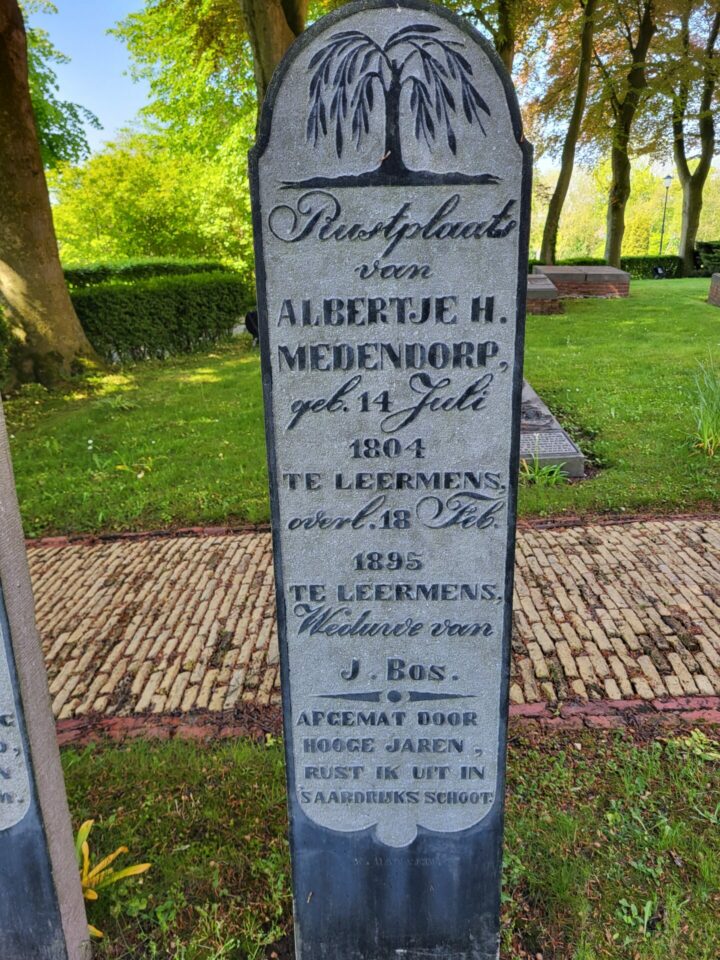 Rustplaats
van
ALBERTJE H.
MEDENDORP,
geb. 14 Juli
1804
TE LEERMENS,
overl. 18 Feb.
1895
TE LEERMENS,
Weduwe van
J. BOS.
AFGEMAT DOOR
HOOGE JAREN,
RUST IK UIT IN
'SAARDRIJKS SCHOOT.